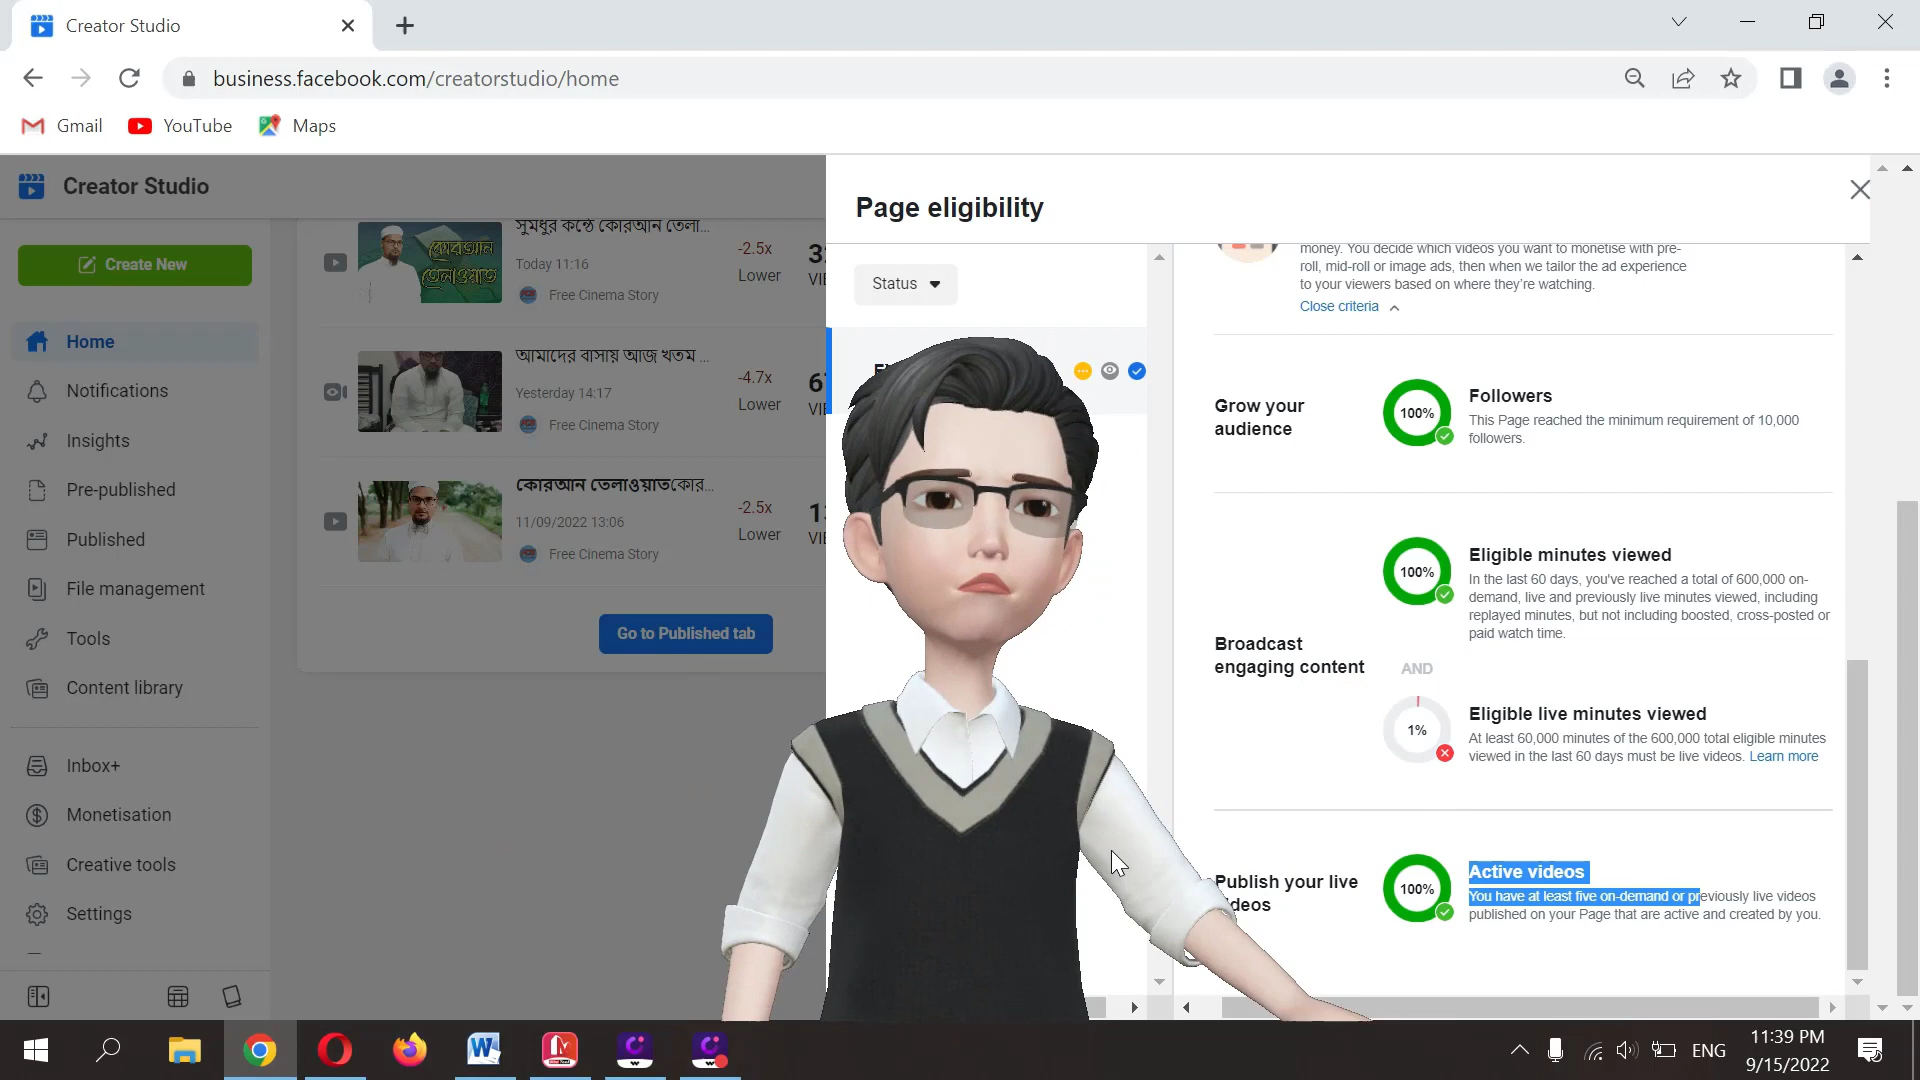 Creator Studio
business.facebook.com/creatorstudio/home
Gmail
YouTube
Maps
Creator Studio
Create New
Home
Notifications
Insights
Pre-published
Published
File management
Tools
Content library
Inbox+
Monetisation
Creative tools
Settings
সুমধুর কন্ঠে কোরআন তেলা...
Today 11:16
Free Cinema Story
-2.5x
Lower
কোরআন
তেলাওয়াত
আমাদের বাসায় আজ খতম ...
Yesterday 14:17
Free Cinema Story
-4.7x
Lower
কোরআন তেলাওয়াতকোর...
11/09/2022 13:06
Free Cinema Story
-2.5x
Lower
Go to Published tab
Page eligibility
Status
money. You decide which videos you want to monetise with pre-
roll, mid-roll or image ads, then when we tailor the ad experience
to your viewers based on where they're watching.
Close criteria
Grow your
audience
100%
Followers
This Page reached the minimum requirement of 10,000
followers.
Broadcast
engaging content
100%
Eligible minutes viewed
In the last 60 days, you've reached a total of 600,000 on-
demand, live and previously live minutes viewed, including
replayed minutes, but not including boosted, cross-posted or
paid watch time.
AND
1%
Eligible live minutes viewed
At least 60,000 minutes of the 600,000 total eligible minutes
viewed in the last 60 days must be live videos. Learn more
Publish your live
100%
Active videos
You have at least five on-demand or previously live videos
published on your Page that are active and created by you.
ENG
11:39 PM
9/15/2022